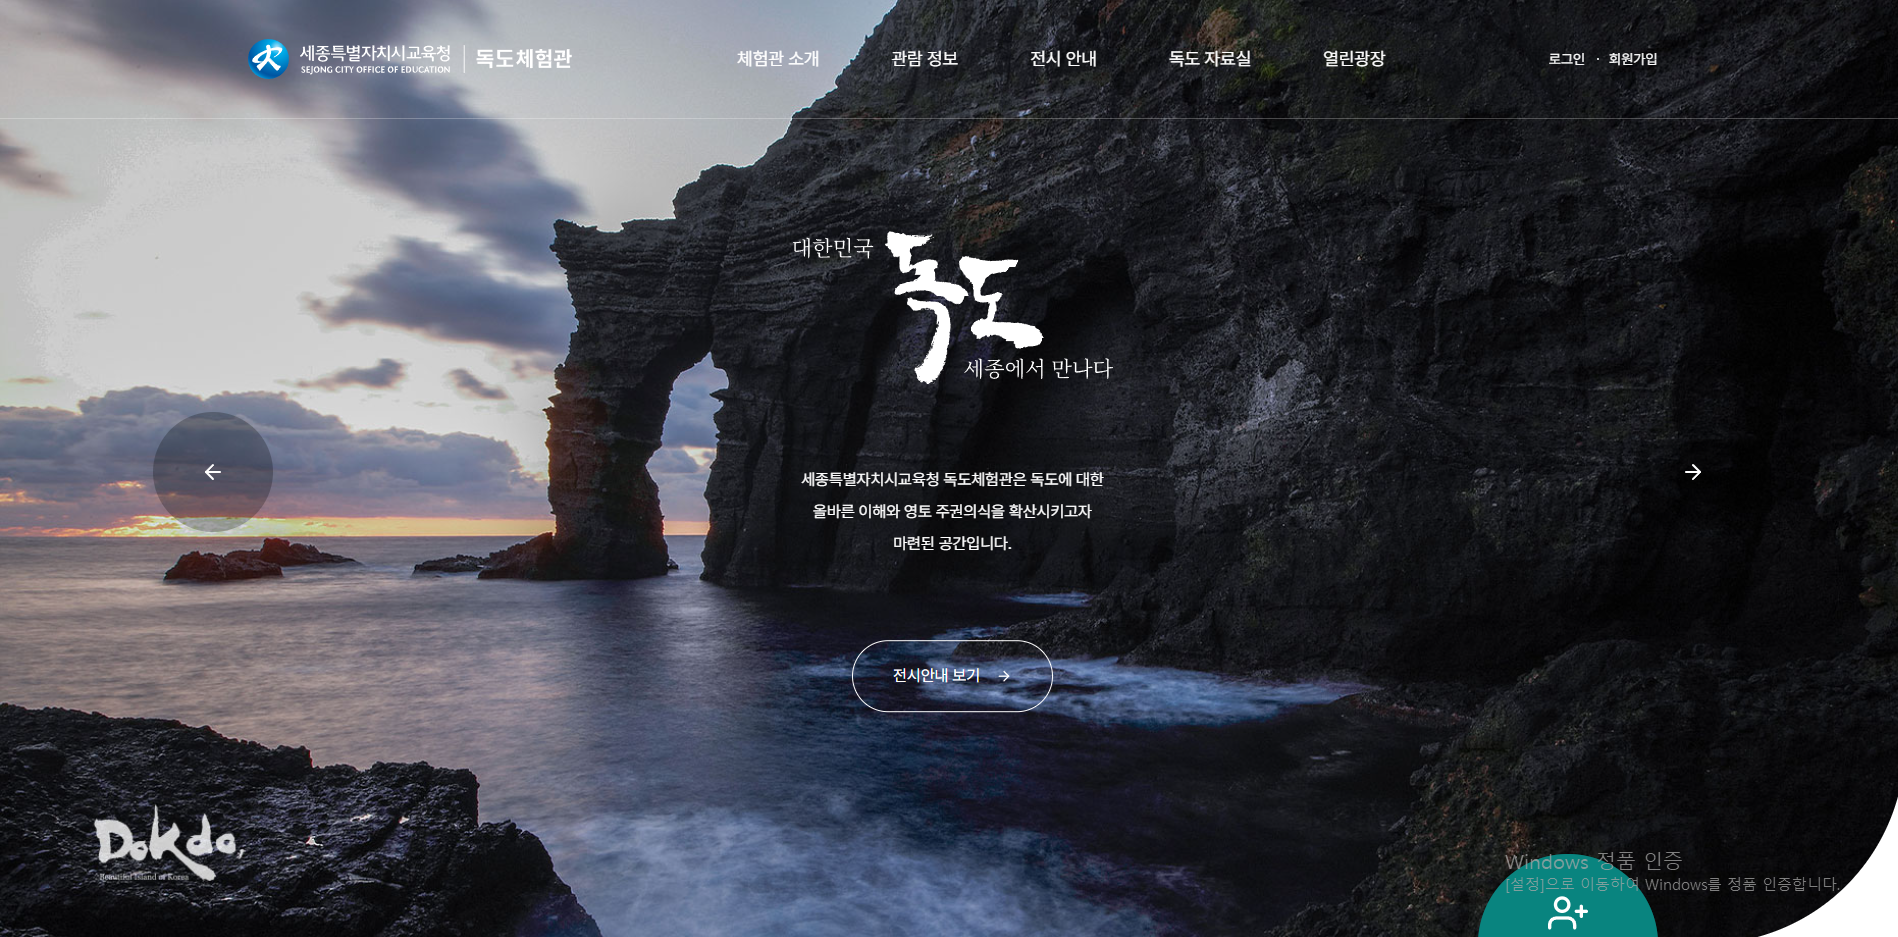 세종특별자치시교육청
SEJONG CITY OFFICE OF EDUCATION
독도체험관
체험관 소개
관람 정보
전시 안내
독도 자료실
열린광장
로그인 · 회원가입
대한민국
독도
세종에서 만나다
세종특별자치시교육청 독도체험관은 독도에 대한
올바른 이해와 영토 주권의식을 확산시키고자
마련된 공간입니다.
전시안내 보기
Dokdo,
Beautiful Island of Korea
Windows 정품 인증
[설정]으로 이동하여 Windows를 정품 인증합니다.